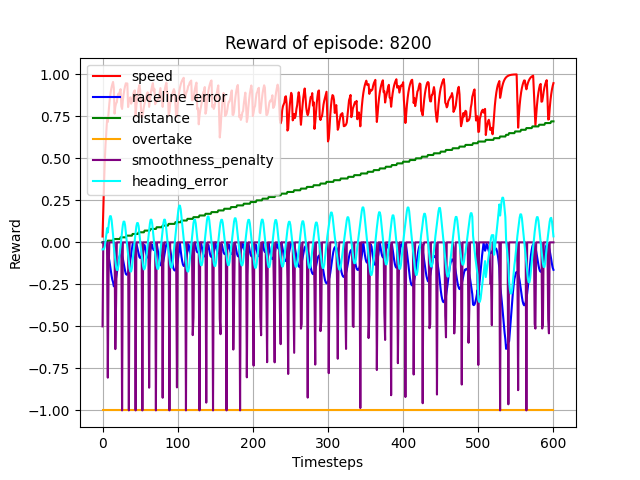 Reward of episode: 8200
1.00
0.75
0.50
0.25
0.00
−0.25
−0.50
−0.75
−1.00
Reward
speed
raceline_error
distance
overtake
smoothness_penalty
heading_error
0 100 200 300 400 500 600
Timesteps